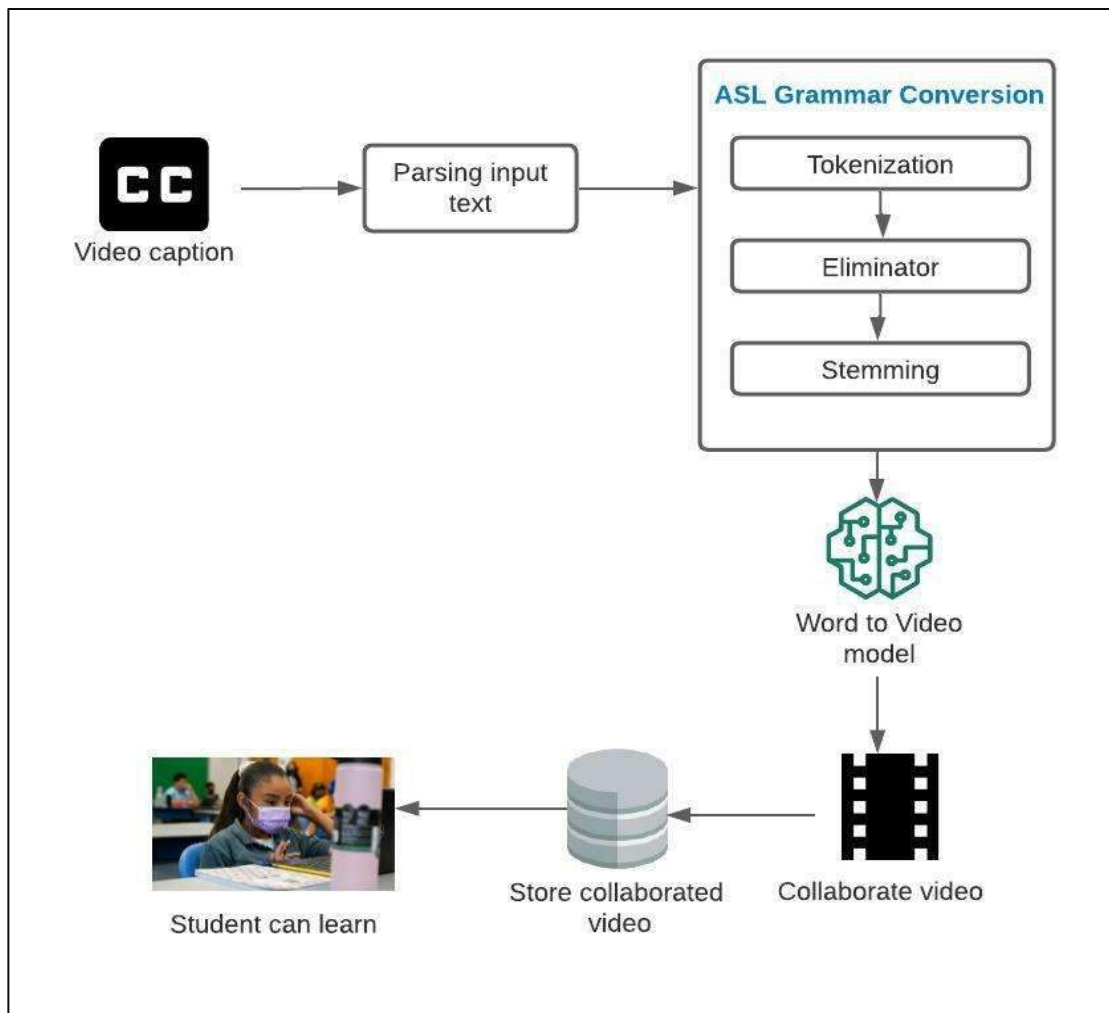 CC
Video caption
Parsing input
text
ASL Grammar Conversion
Tokenization
Eliminator
Stemming
Word to Video
model
Collaborate video
Store collaborated
video
Student can learn